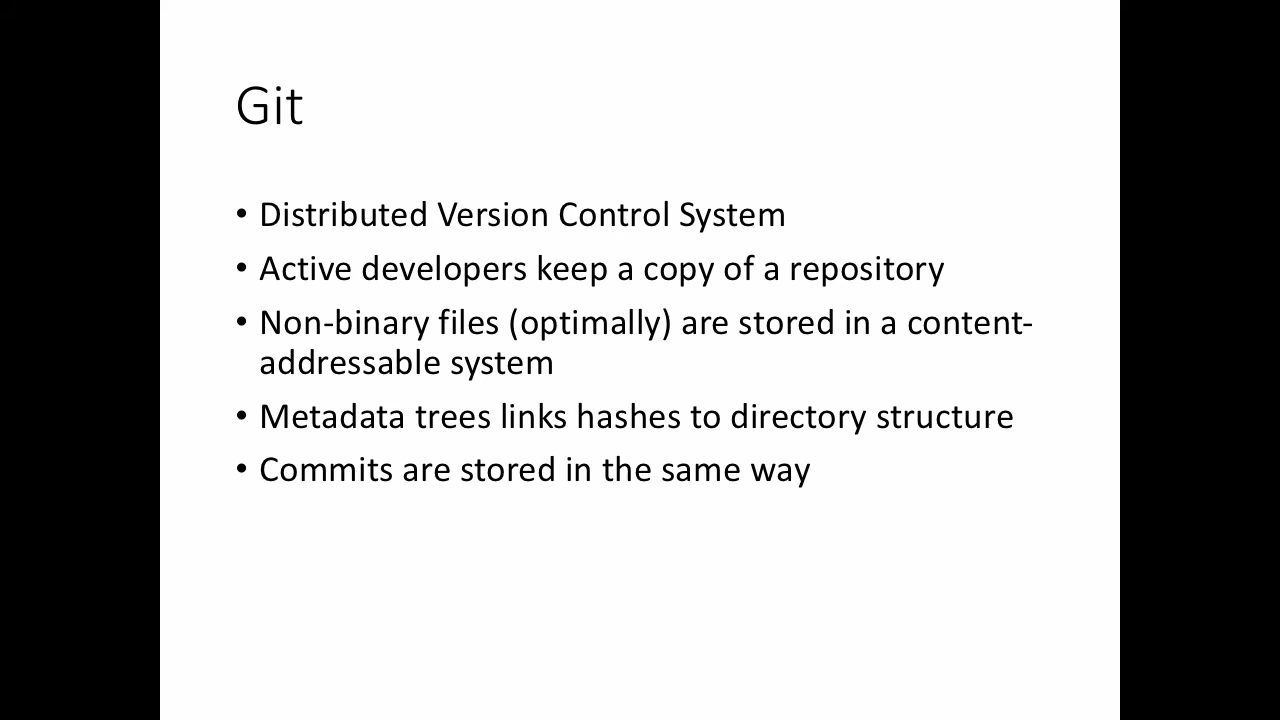 Git
• Distributed Version Control System
• Active developers keep a copy of a repository
• Non-binary files (optimally) are stored in a content-
addressable system
• Metadata trees links hashes to directory structure
• Commits are stored in the same way